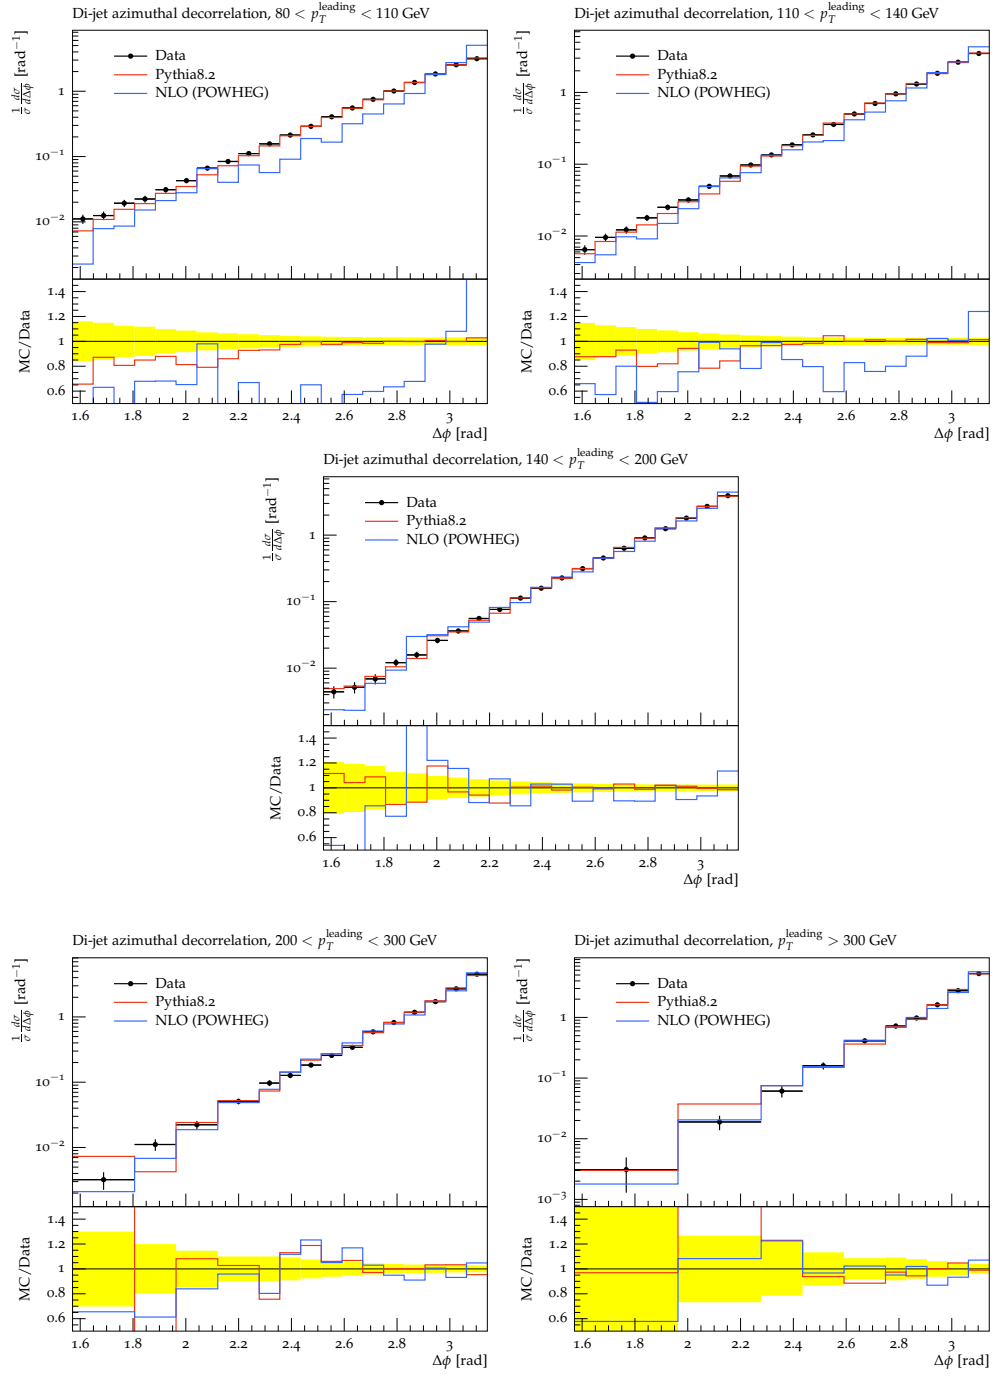 Di-jet azimuthal decorrelation, 80 < p_T^leading < 110 GeV
1/σ dσ/dΔϕ [rad⁻¹]
Data
Pythia8.2
NLO (POWHEG)
1
10⁻¹
10⁻²
MC/Data
1.4
1.2
1
0.8
0.6
1.6 1.8 2 2.2 2.4 2.6 2.8 3
Δϕ [rad]
Di-jet azimuthal decorrelation, 110 < p_T^leading < 140 GeV
1/σ dσ/dΔϕ [rad⁻¹]
Data
Pythia8.2
NLO (POWHEG)
1
10⁻¹
10⁻²
MC/Data
1.4
1.2
1
0.8
0.6
1.6 1.8 2 2.2 2.4 2.6 2.8 3
Δϕ [rad]
Di-jet azimuthal decorrelation, 140 < p_T^leading < 200 GeV
1/σ dσ/dΔϕ [rad⁻¹]
Data
Pythia8.2
NLO (POWHEG)
1
10⁻¹
10⁻²
MC/Data
1.4
1.2
1
0.8
0.6
1.6 1.8 2 2.2 2.4 2.6 2.8 3
Δϕ [rad]
Di-jet azimuthal decorrelation, 200 < p_T^leading < 300 GeV
1/σ dσ/dΔϕ [rad⁻¹]
Data
Pythia8.2
NLO (POWHEG)
1
10⁻¹
10⁻²
MC/Data
1.4
1.2
1
0.8
0.6
1.6 1.8 2 2.2 2.4 2.6 2.8 3
Δϕ [rad]
Di-jet azimuthal decorrelation, p_T^leading > 300 GeV
1/σ dσ/dΔϕ [rad⁻¹]
Data
Pythia8.2
NLO (POWHEG)
1
10⁻¹
10⁻²
10⁻³
MC/Data
1.4
1.2
1
0.8
0.6
1.6 1.8 2 2.2 2.4 2.6 2.8 3
Δϕ [rad]